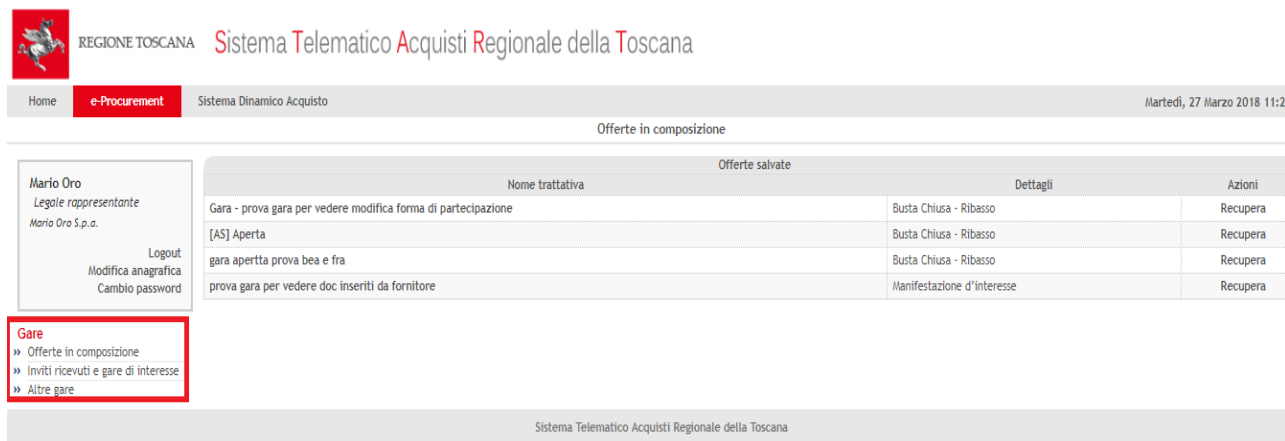 REGIONE TOSCANA Sistema Telematico Acquisti Regionale della Toscana
Home e-Procurement Sistema Dinamico Acquisto Martedì, 27 Marzo 2018 11:2
Offerte in composizione
Mario Oro
Legale rappresentante
Mario Oro S.p.a.
Logout
Modifica anagrafica
Cambio password
Gare
» Offerte in composizione
» Inviti ricevuti e gare di interesse
» Altre gare
Offerte salvate
Nome trattativa Dettagli Azioni
Gara - prova gara per vedere modifica forma di partecipazione Busta Chiusa - Ribasso Recupera
[AS] Aperta Busta Chiusa - Ribasso Recupera
gara apertta prova bea e fra Busta Chiusa - Ribasso Recupera
prova gara per vedere doc inseriti da fornitore Manifestazione d'interesse Recupera
Sistema Telematico Acquisti Regionale della Toscana